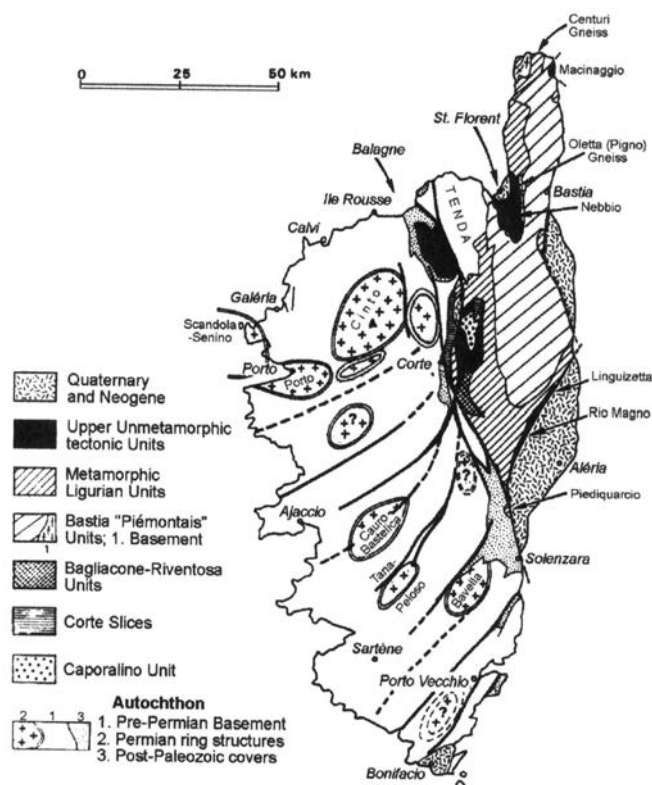 Centuri
Gneiss
Macinaggio
0 25 50 km
St. Florent
Oletta (Pigno)
Gneiss
Balagne
Bastia
Ile Rousse
TENDA
Nebbio
Calvi
Galéria
Cinto
Scandola
-Senino
Porto
Porto
Corte
Linguizetta
Rio Magno
?
Aléria
?
Piediquarcio
Ajaccio
Cauro
Bastelica
Solenzara
Tana-
Peloso
Bavella
Sartène
Porto Vecchio
?
Bonifacio
Quaternary
and Neogene
Upper Unmetamorphic
tectonic Units
Metamorphic
Ligurian Units
Bastia "Piémontais"
Units; 1. Basement
1
Bagliacone-Riventosa
Units
Corte Slices
Caporalino Unit
Autochthon
2 1 3
1. Pre-Permian Basement
2. Permian ring structures
3. Post-Paleozoic covers